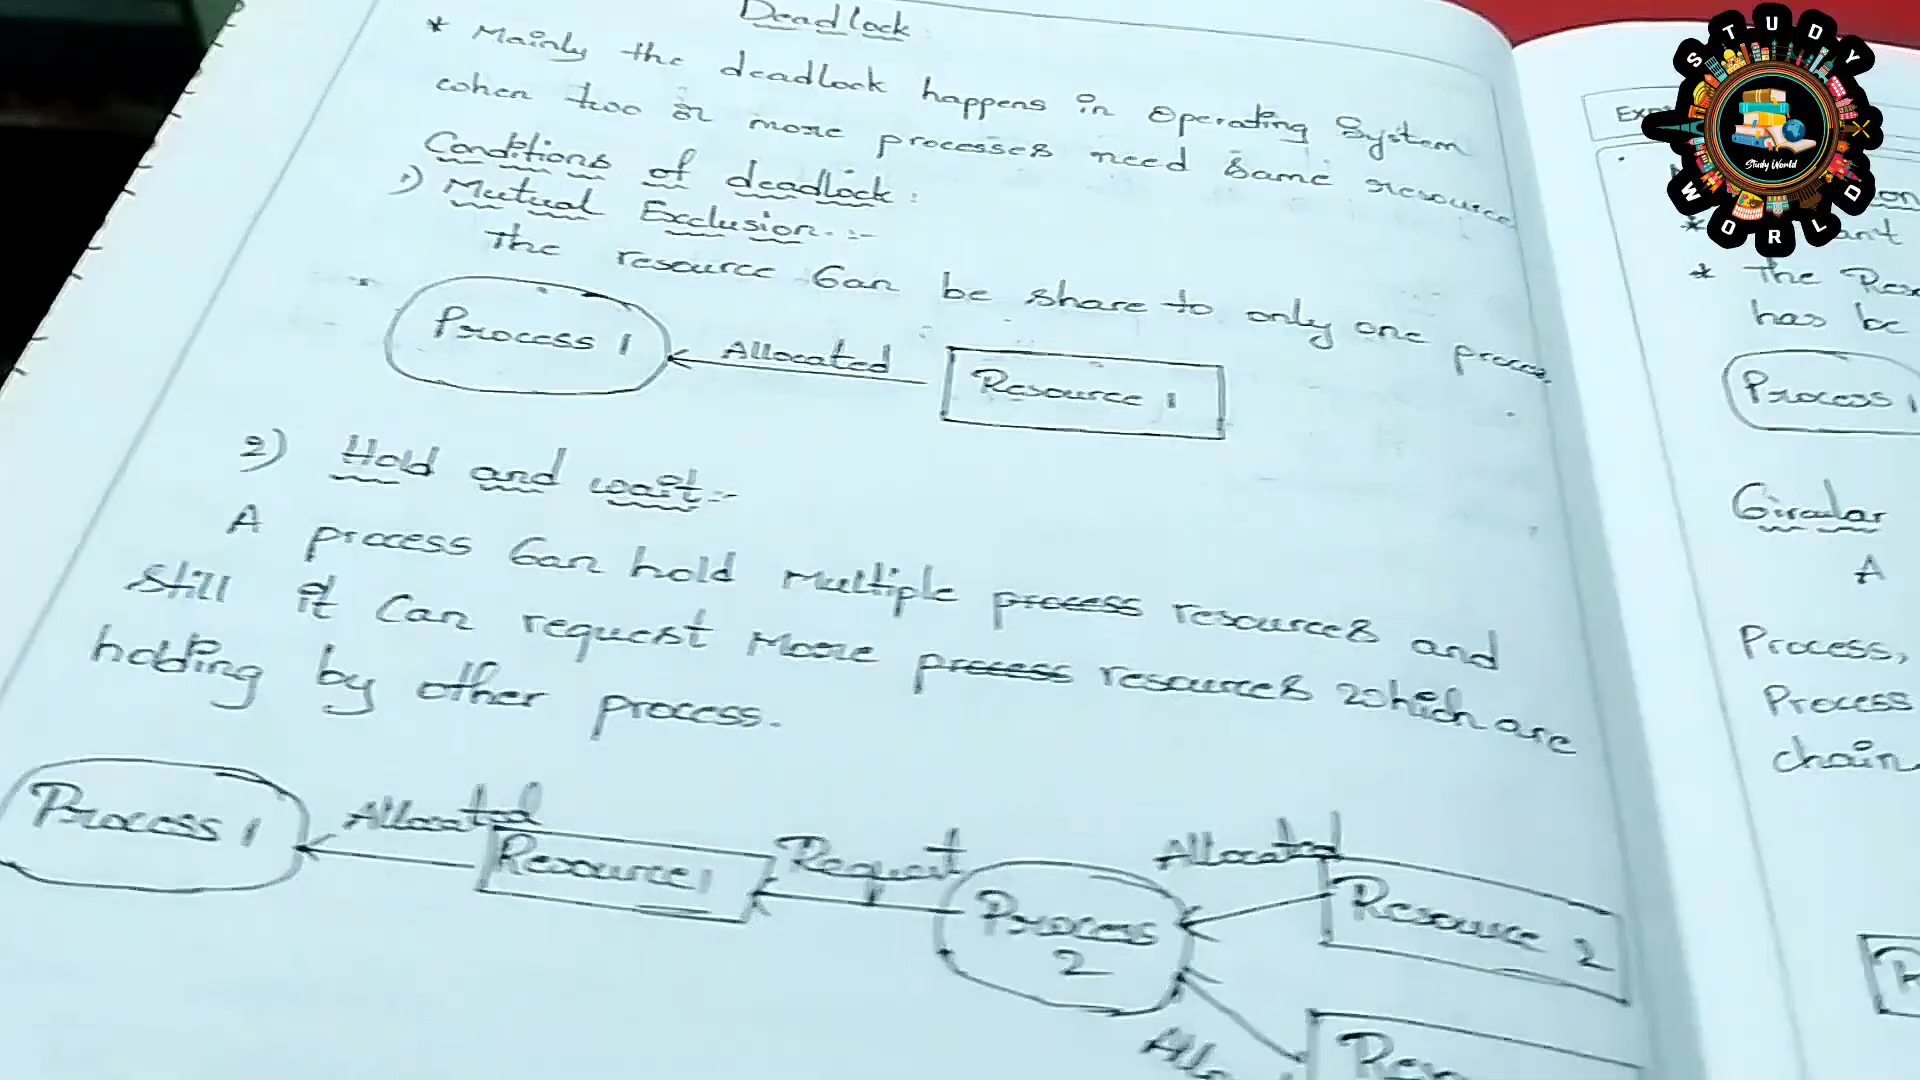 Deadlock
* Mainly the deadlock happens in Operating System
when two or more processes need same resource
Conditions of deadlock:
1) Mutual Exclusion:-
The resource Can be share to only one process.
Process 1
Allocated
Resource 1
2) Hold and wait:-
A process Can hold Multiple process resources and
still it Can request More process resources which are
holding by other process.
Process 1
Allocated
Resource 1
Request
Process
2
Allocated
Resource 2
* The
has be
Process 1
Circular
A
Process,
Process
chain
STUDY
WORLD
Study World